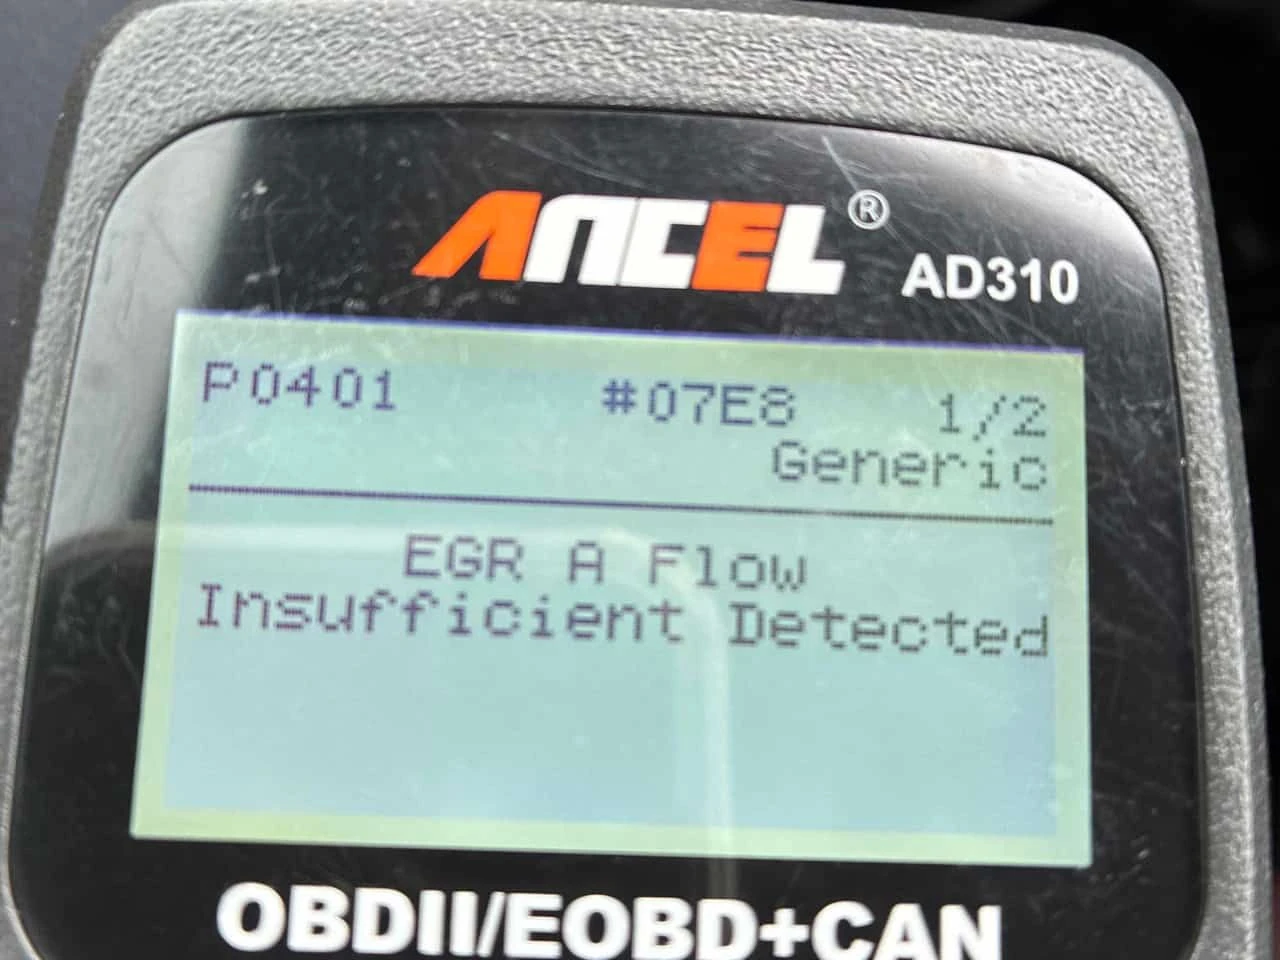 ANCEL®
AD310
P0401 #07E8 1/2
Generic
EGR A Flow
Insufficient Detected
OBDII/EOBD+CAN